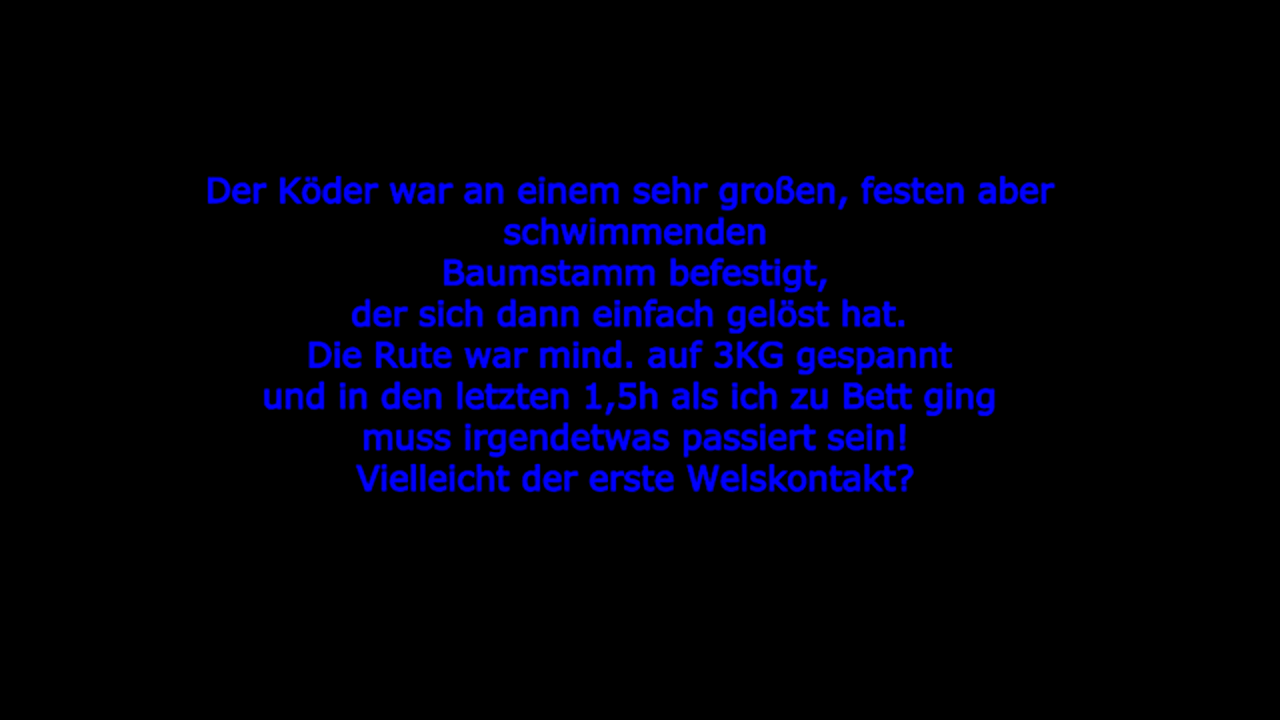 Der Köder war an einem sehr großen, festen aber
schwimmenden
Baumstamm befestigt,
der sich dann einfach gelöst hat.
Die Rute war mind. auf 3KG gespannt
und in den letzten 1,5h als ich zu Bett ging
muss irgendetwas passiert sein!
Vielleicht der erste Welskontakt?